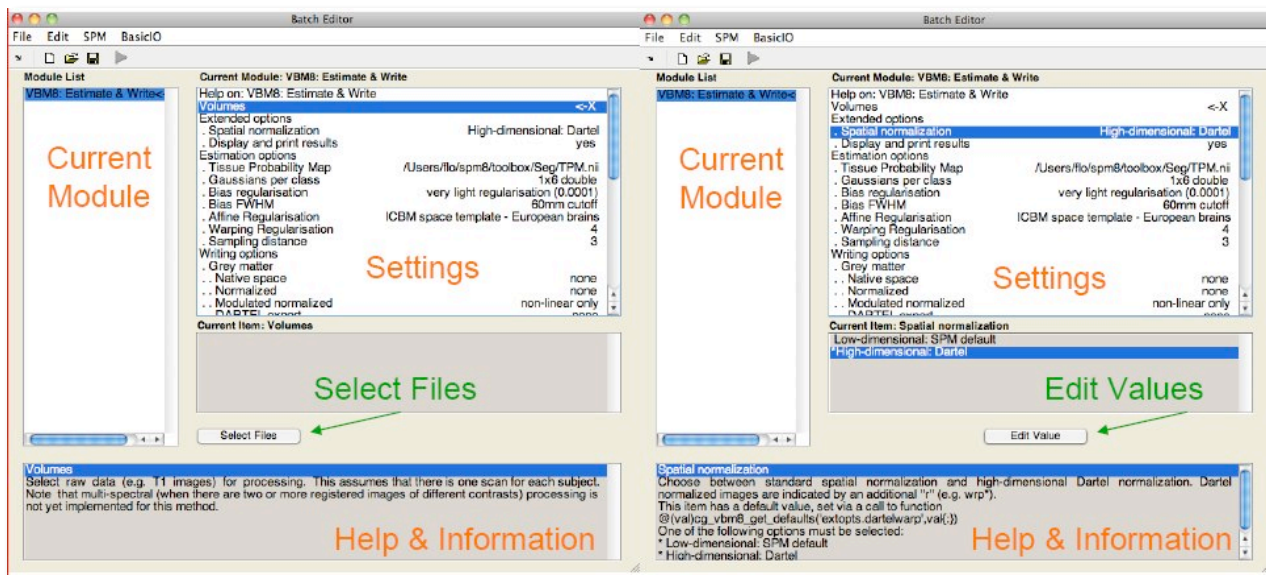 Batch Editor
File Edit SPM BasicIO
Module List
VBM8: Estimate & Write<
Current Module
Current Module: VBM8: Estimate & Write
Help on: VBM8: Estimate & Write
Volumes <-X
Extended options
. Spatial normalization High-dimensional: Dartel
. Display and print results yes
Estimation options
. Tissue Probability Map /Users/flo/spm8/toolbox/Seg/TPM.nii
. Gaussians per class 1x6 double
. Bias regularisation very light regularisation (0.0001)
. Bias FWHM 60mm cutoff
. Affine Regularisation ICBM space template - European brains
. Warping Regularisation 4
. Sampling distance 3
Writing options
. Grey matter
. . Native space none
. . Normalized none
. . Modulated normalized non-linear only
. . DARTEL export none
Settings
Current Item: Volumes
Select Files
Select Files
Volumes
Select raw data (e.g. T1 images) for processing. This assumes that there is one scan for each subject.
Note that multi-spectral (when there are two or more registered images of different contrasts) processing is
not yet implemented for this method.
Help & Information
Batch Editor
File Edit SPM BasicIO
Module List
VBM8: Estimate & Write<
Current Module
Current Module: VBM8: Estimate & Write
Help on: VBM8: Estimate & Write
Volumes <-X
Extended options
. Spatial normalization High-dimensional: Dartel
. Display and print results yes
Estimation options
. Tissue Probability Map /Users/flo/spm8/toolbox/Seg/TPM.nii
. Gaussians per class 1x6 double
. Bias regularisation very light regularisation (0.0001)
. Bias FWHM 60mm cutoff
. Affine Regularisation ICBM space template - European brains
. Warping Regularisation 4
. Sampling distance 3
Writing options
. Grey matter
. . Native space none
. . Normalized none
. . Modulated normalized non-linear only
. . DARTEL export none
Settings
Current Item: Spatial normalization
Low-dimensional: SPM default
*High-dimensional: Dartel
Edit Values
Edit Value
Spatial normalization
Choose between standard spatial normalization and high-dimensional Dartel normalization. Dartel
normalized images are indicated by an additional "r" (e.g. wrp*).
This item has a default value, set via a call to function
@(val)cg_vbm8_get_defaults('extopts.dartelwarp',val{:})
One of the following options must be selected:
* Low-dimensional: SPM default
* High-dimensional: Dartel
Help & Information